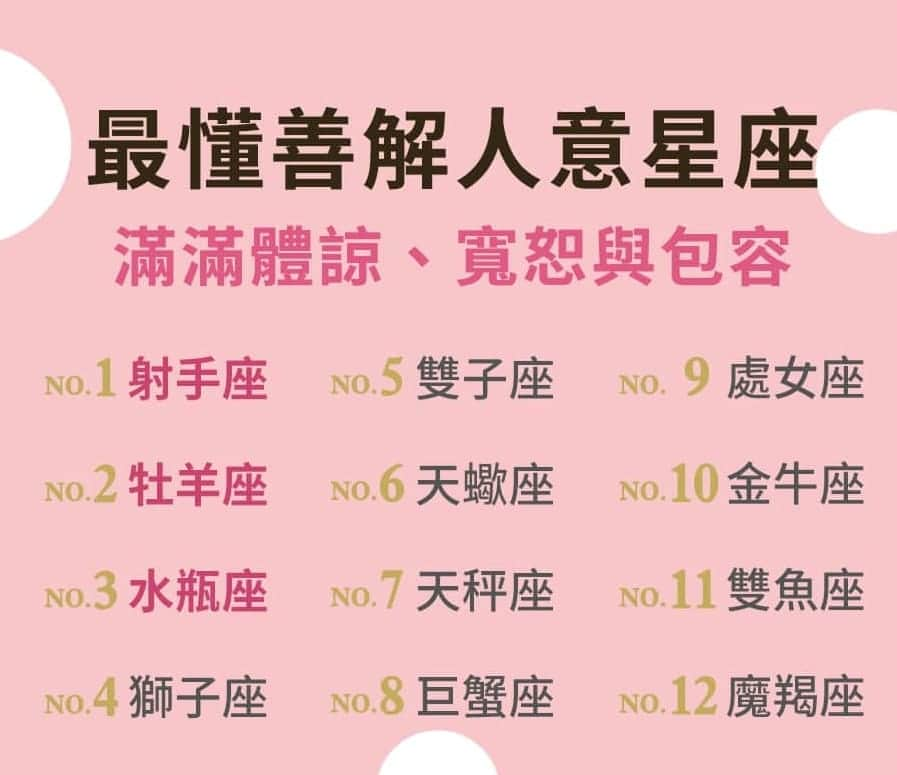 最懂善解人意星座
滿滿體諒、寬恕與包容
NO.1 射手座
NO.2 牡羊座
NO.3 水瓶座
NO.4 獅子座
NO.5 雙子座
NO.6 天蠍座
NO.7 天秤座
NO.8 巨蟹座
NO. 9 處女座
NO.10 金牛座
NO.11 雙魚座
NO.12 魔羯座